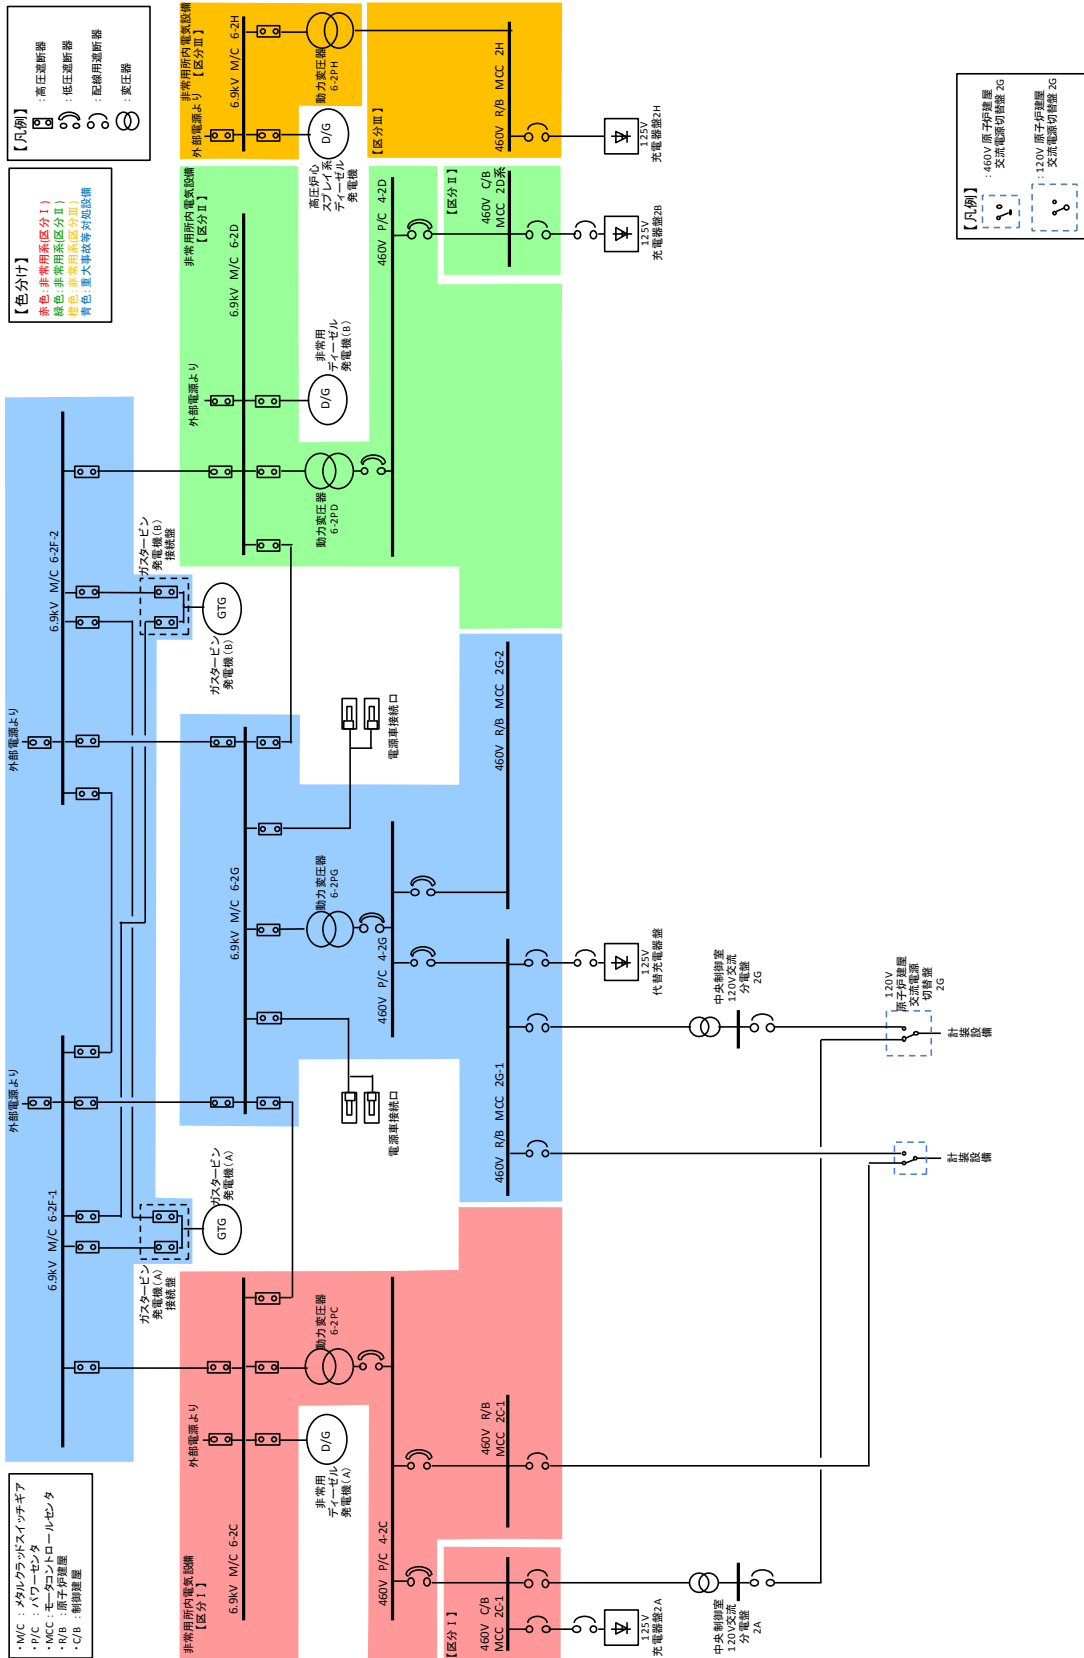 ・M/C : メタルクラッドスイッチギア
・P/C : パワーセンタ
・MCC : モータコントロールセンタ
・R/B : 原子炉建屋
・C/B : 制御建屋
【色分け】
赤色:非常用系(区分Ⅰ)
緑色:非常用系(区分Ⅱ)
橙色:非常用系(区分Ⅲ)
青色:重大事故等対処設備
【凡例】
:高圧遮断器
:低圧遮断器
:配線用遮断器
:変圧器
外部電源より
6.9kV M/C 6-2F-1
外部電源より
6.9kV M/C 6-2F-2
ガスタービン
発電機(A)
接続盤
GTG
ガスタービン
発電機(A)
ガスタービン
発電機(B)
接続盤
GTG
ガスタービン
発電機(B)
非常用所内電気設備
【区分Ⅰ】
外部電源より
6.9kV M/C 6-2C
D/G
非常用
ディーゼル
発電機(A)
動力変圧器
6-2PC
460V P/C 4-2C
【区分Ⅰ】
460V C/B
MCC 2C-1
460V R/B
MCC 2C-1
125V
充電器盤2A
中央制御室
120V交流
分電盤
2A
6.9kV M/C 6-2G
電源車接続口
動力変圧器
6-2PG
電源車接続口
460V P/C 4-2G
460V R/B MCC 2G-1
460V R/B MCC 2G-2
125V
代替充電器盤
中央制御室
120V交流
分電盤
2G
120V
原子炉建屋
交流電源
切替盤
2G
計装設備
計装設備
非常用所内電気設備
【区分Ⅱ】
外部電源より
6.9kV M/C 6-2D
動力変圧器
6-2PD
D/G
非常用
ディーゼル
発電機(B)
460V P/C 4-2D
【区分Ⅱ】
460V C/B
MCC 2D系
125V
充電器盤2B
非常用所内電気設備
【区分Ⅲ】
外部電源より
6.9kV M/C 6-2H
D/G
高圧炉心
スプレイ系
ディーゼル
発電機
動力変圧器
6-2PH
【区分Ⅲ】
460V R/B MCC 2H
125V
充電器盤2H
【凡例】
:460V 原子炉建屋
交流電源切替盤 2G
:120V 原子炉建屋
交流電源切替盤 2G